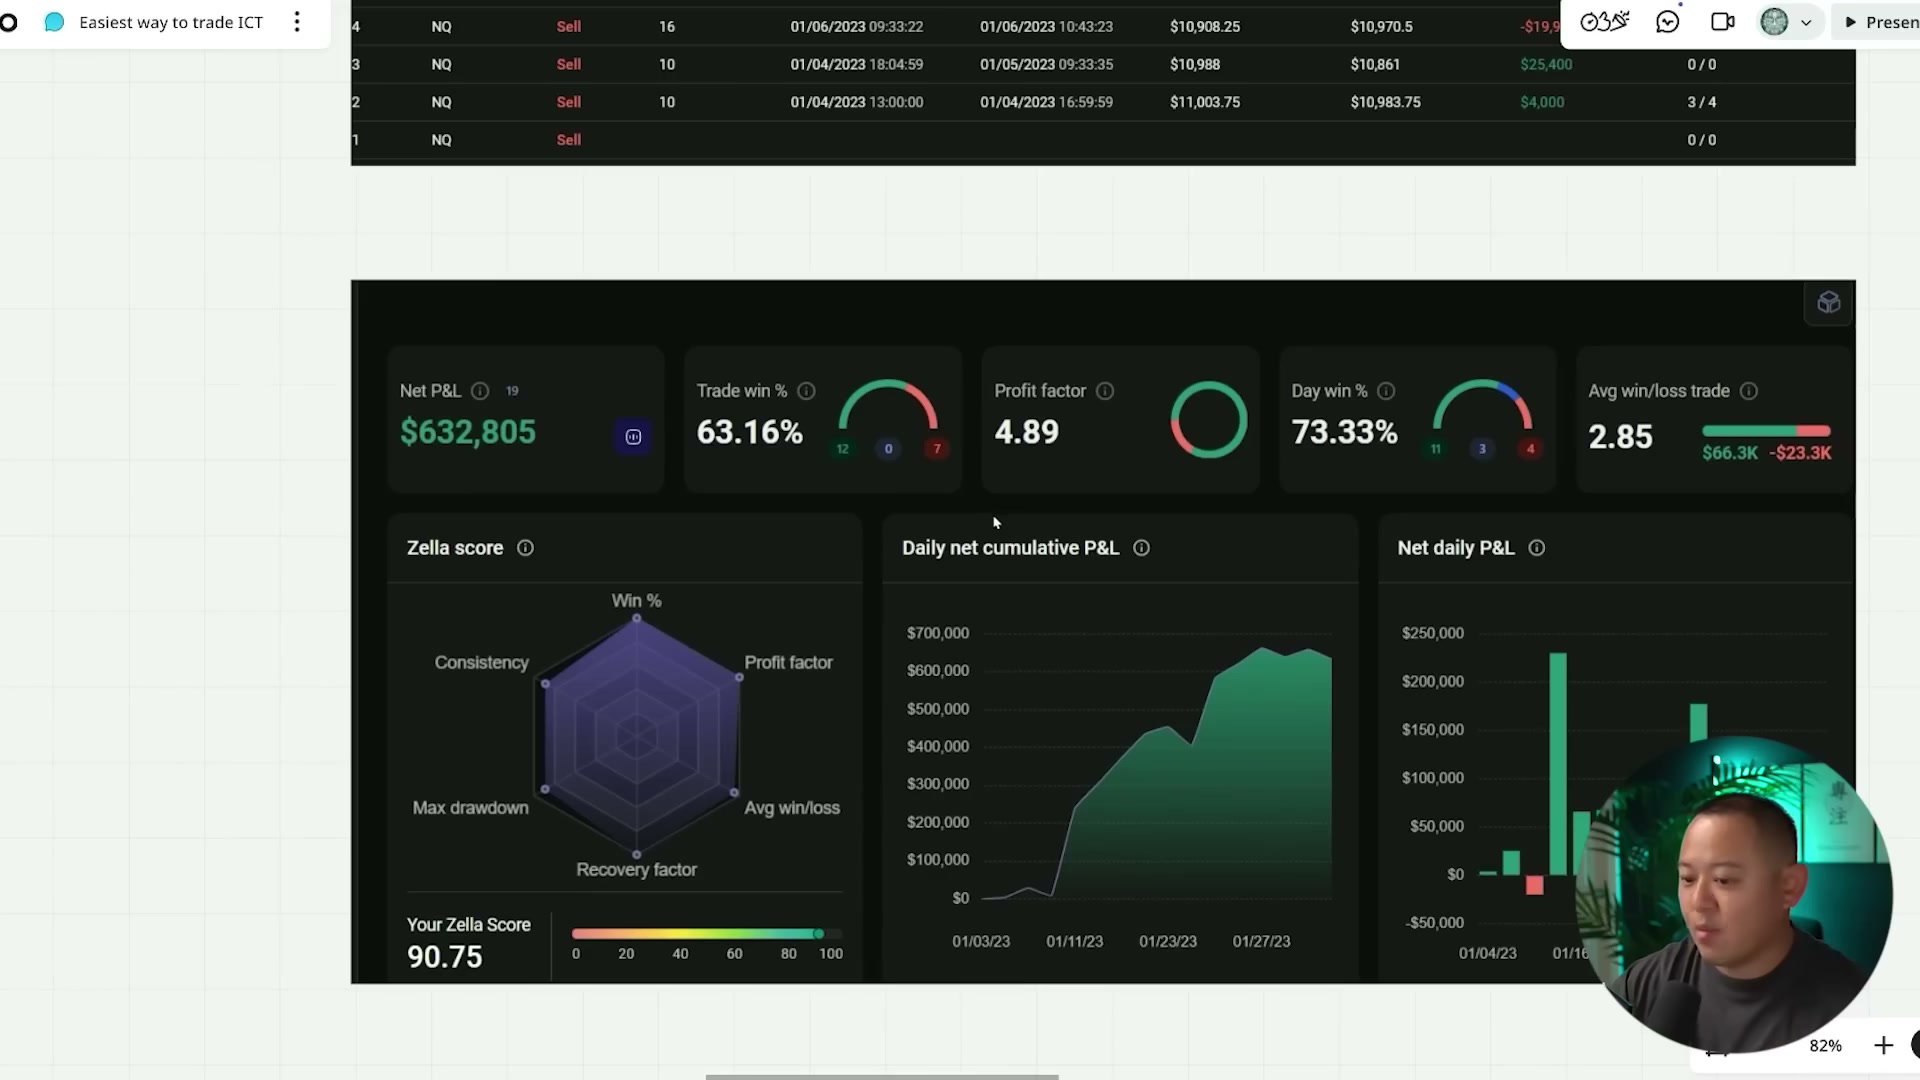 Easiest way to trade ICT
Presen
4 NQ Sell 16 01/06/2023 09:33:22 01/06/2023 10:43:23 $10,908.25 $10,970.5 -$19,9
3 NQ Sell 10 01/04/2023 18:04:59 01/05/2023 09:33:35 $10,988 $10,861 $25,400 0 / 0
2 NQ Sell 10 01/04/2023 13:00:00 01/04/2023 16:59:59 $11,003.75 $10,983.75 $4,000 3 / 4
1 NQ Sell 0 / 0
Net P&L 19
$632,805
Trade win %
63.16%
12 0 7
Profit factor
4.89
Day win %
73.33%
11 3 4
Avg win/loss trade
2.85
$66.3K -$23.3K
Zella score
Win %
Consistency
Profit factor
Max drawdown
Avg win/loss
Recovery factor
Your Zella Score
90.75
0 20 40 60 80 100
Daily net cumulative P&L
$700,000
$600,000
$500,000
$400,000
$300,000
$200,000
$100,000
$0
01/03/23 01/11/23 01/23/23 01/27/23
Net daily P&L
$250,000
$200,000
$150,000
$100,000
$50,000
$0
-$50,000
01/04/23 01/16
專
注
82%